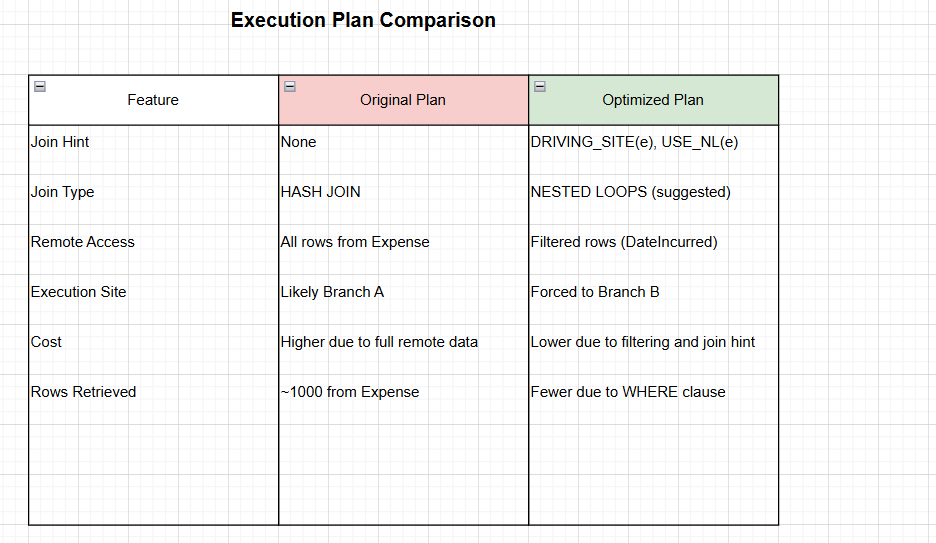 Execution Plan Comparison
Feature Original Plan Optimized Plan
Join Hint None DRIVING_SITE(e), USE_NL(e)
Join Type HASH JOIN NESTED LOOPS (suggested)
Remote Access All rows from Expense Filtered rows (DateIncurred)
Execution Site Likely Branch A Forced to Branch B
Cost Higher due to full remote data Lower due to filtering and join hint
Rows Retrieved ~1000 from Expense Fewer due to WHERE clause